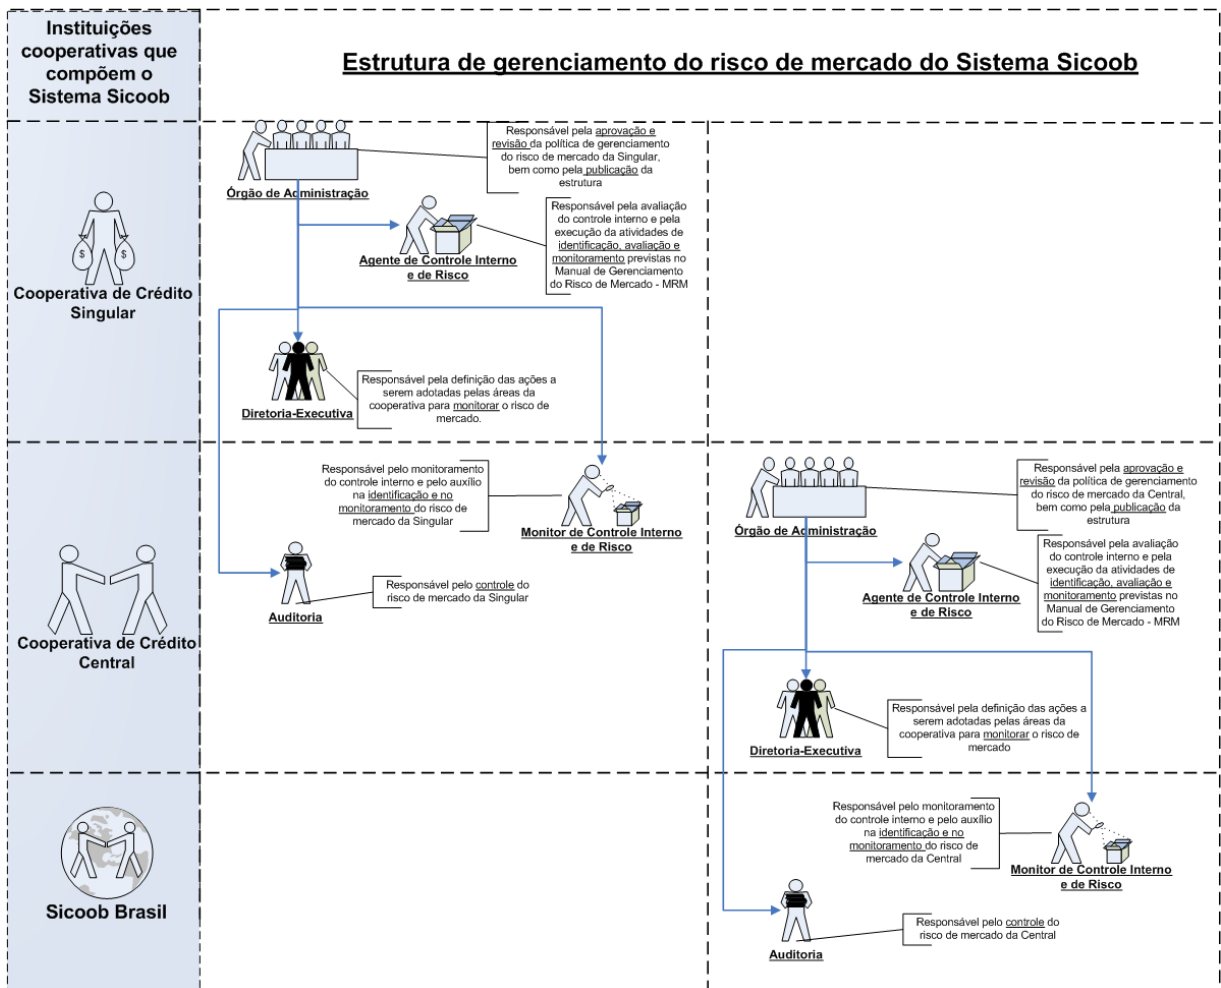 Instituições
cooperativas que
compõem o
Sistema Sicoob
Estrutura de gerenciamento do risco de mercado do Sistema Sicoob
Cooperativa de Crédito
Singular
Órgão de Administração
Responsável pela aprovação e
revisão da política de gerenciamento
do risco de mercado da Singular,
bem como pela publicação da
estrutura
Agente de Controle Interno
e de Risco
Responsável pela avaliação
do controle interno e pela
execução da atividades de
identificação, avaliação e
monitoramento previstas no
Manual de Gerenciamento
do Risco de Mercado - MRM
$ $
Diretoria-Executiva
Responsável pela definição das ações a
serem adotadas pelas áreas da
cooperativa para monitorar o risco de
mercado.
Cooperativa de Crédito
Central
Responsável pelo monitoramento
do controle interno e pelo auxílio
na identificação e no
monitoramento do risco de
mercado da Singular
Monitor de Controle Interno
e de Risco
Auditoria
Responsável pelo controle do
risco de mercado da Singular
Órgão de Administração
Responsável pela aprovação e
revisão da política de gerenciamento
do risco de mercado da Central,
bem como pela publicação da
estrutura
Agente de Controle Interno
e de Risco
Responsável pela avaliação
do controle interno e pela
execução da atividades de
identificação, avaliação e
monitoramento previstas no
Manual de Gerenciamento
do Risco de Mercado - MRM
Diretoria-Executiva
Responsável pela definição das ações a
serem adotadas pelas áreas da
cooperativa para monitorar o risco de
mercado
Sicoob Brasil
Responsável pelo monitoramento
do controle interno e pelo auxílio
na identificação e no
monitoramento do risco de
mercado da Central
Monitor de Controle Interno
e de Risco
Auditoria
Responsável pelo controle do
risco de mercado da Central